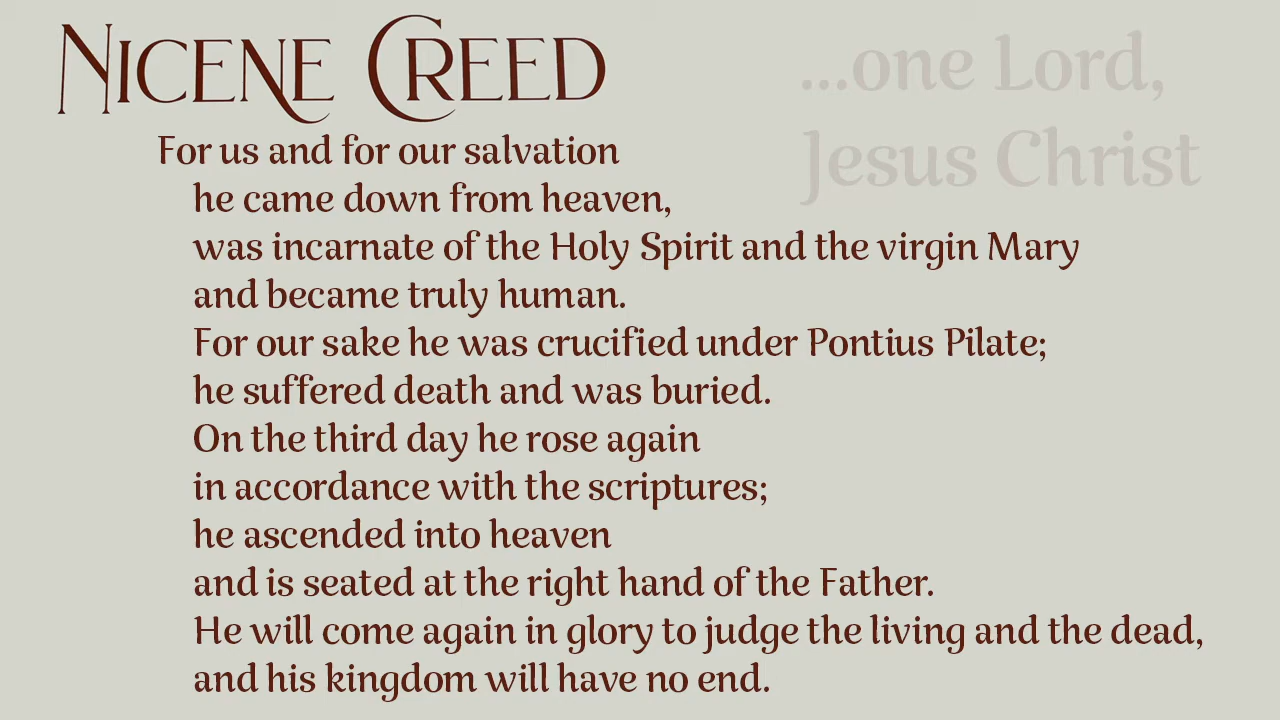 NICENE CREED
...one Lord,
Jesus Christ
For us and for our salvation
he came down from heaven,
was incarnate of the Holy Spirit and the virgin Mary
and became truly human.
For our sake he was crucified under Pontius Pilate;
he suffered death and was buried.
On the third day he rose again
in accordance with the scriptures;
he ascended into heaven
and is seated at the right hand of the Father.
He will come again in glory to judge the living and the dead,
and his kingdom will have no end.